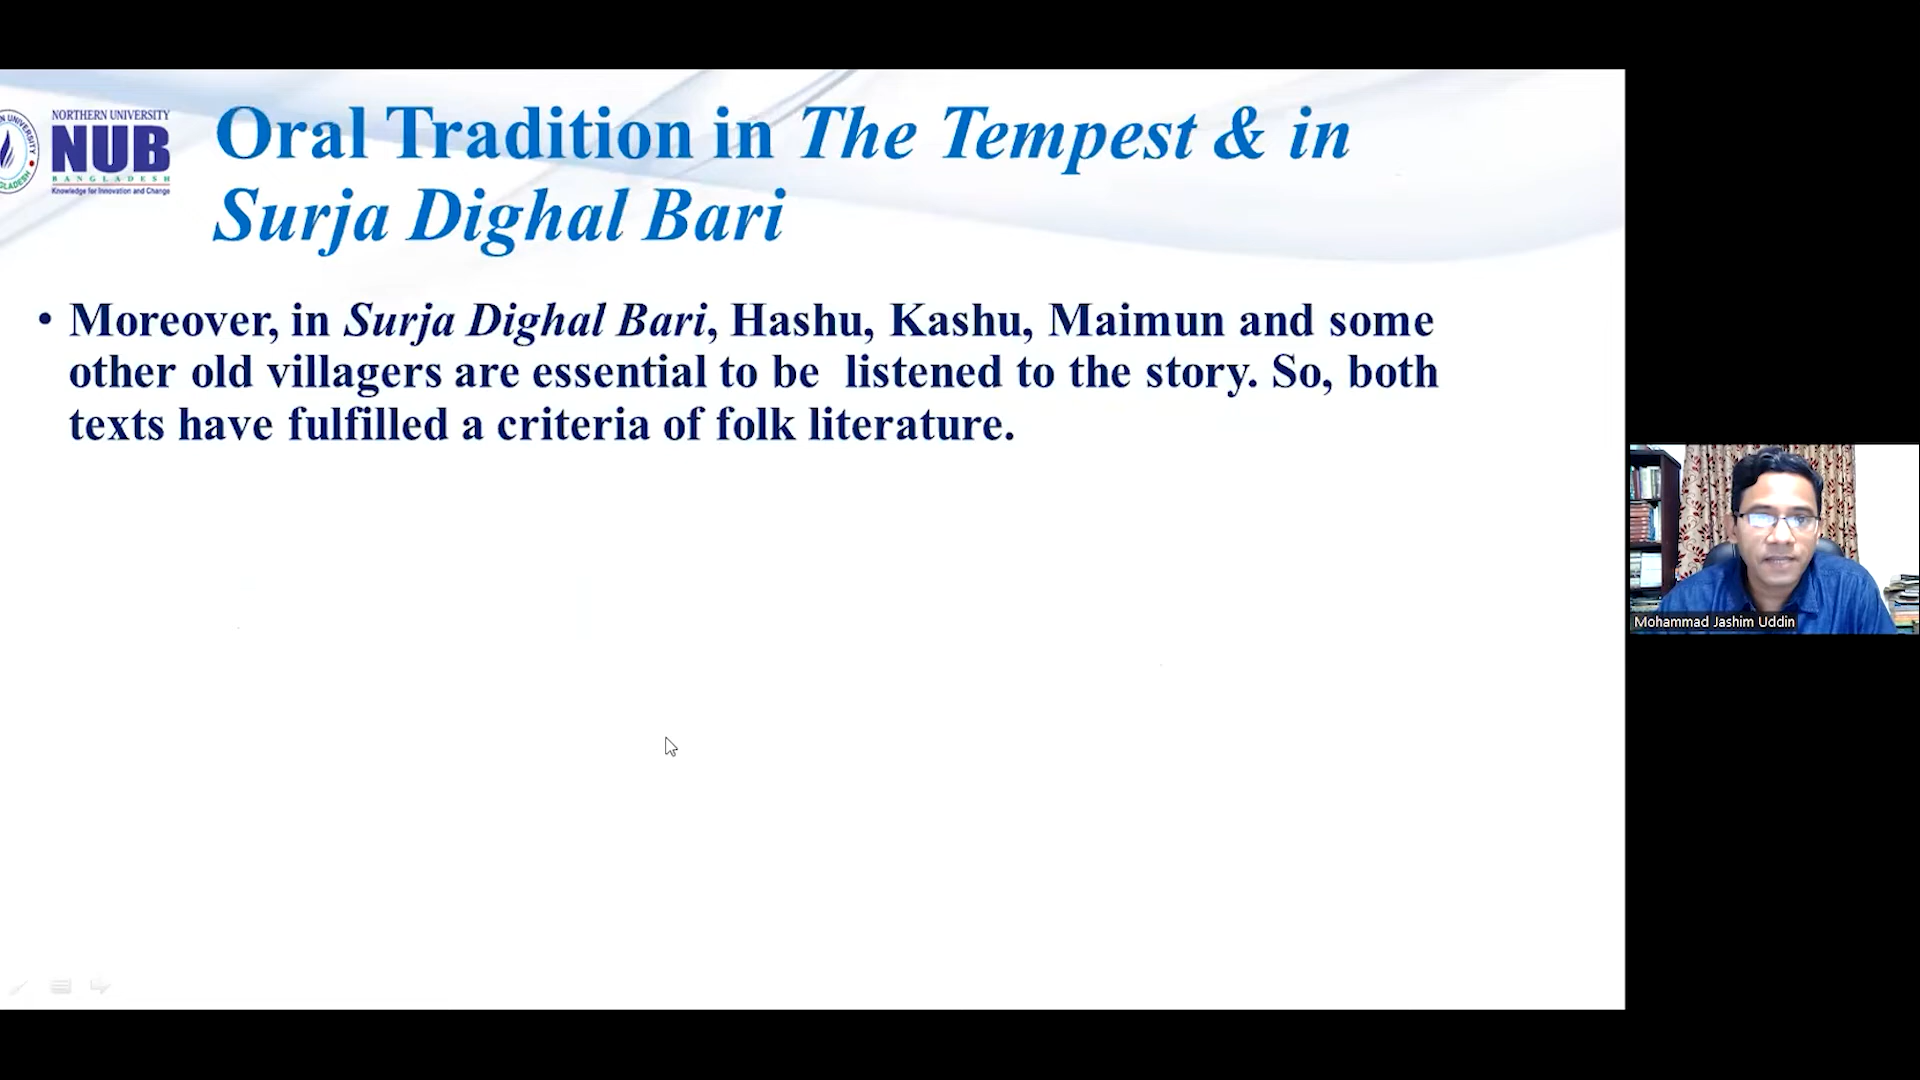 NORTHERN UNIVERSITY
NUB
BANGLADESH
Knowledge for Innovation and Change
Oral Tradition in The Tempest & in
Surja Dighal Bari
• Moreover, in Surja Dighal Bari, Hashu, Kashu, Maimun and some
other old villagers are essential to be  listened to the story. So, both
texts have fulfilled a criteria of folk literature.
Mohammad Jashim Uddin